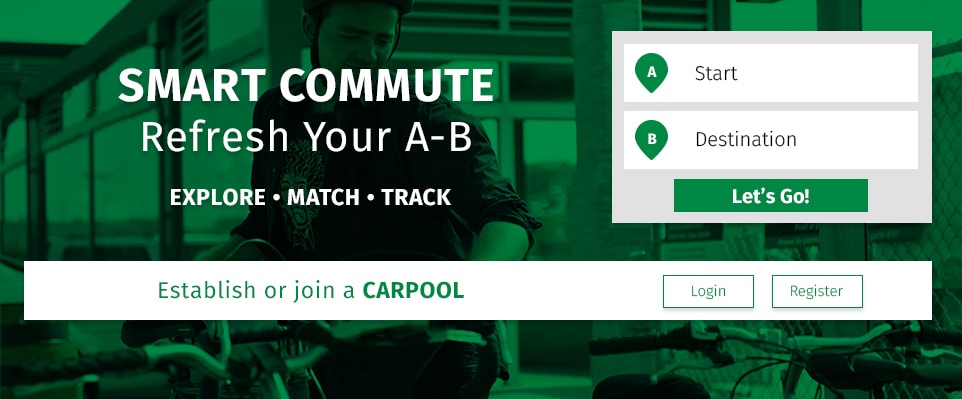 SMART COMMUTE
Refresh Your A-B
EXPLORE • MATCH • TRACK
A Start
B Destination
Let's Go!
Establish or join a CARPOOL
Login
Register